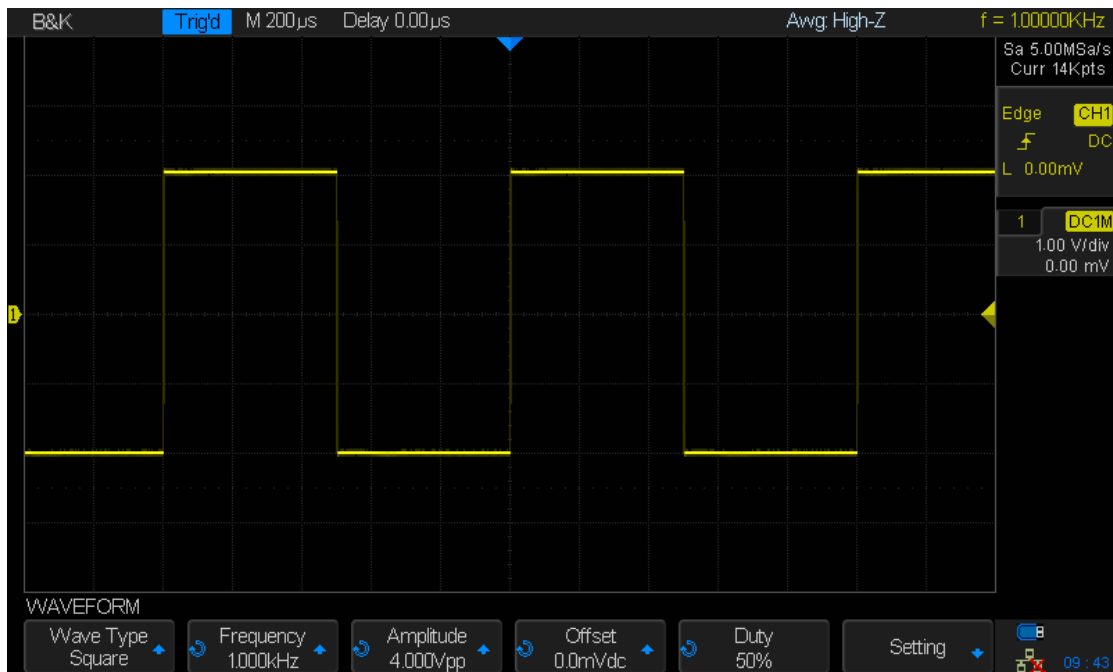 B&K Trig'd M 200µs Delay 0.00µs Awg: High-Z f = 1.00000KHz
Sa 5.00MSa/s
Curr 14Kpts
Edge CH1
DC
L 0.00mV
1 DC1M
1.00 V/div
0.00 mV
1
WAVEFORM
Wave Type
Square
Frequency
1.000kHz
Amplitude
4.000Vpp
Offset
0.0mVdc
Duty
50%
Setting
09 : 43